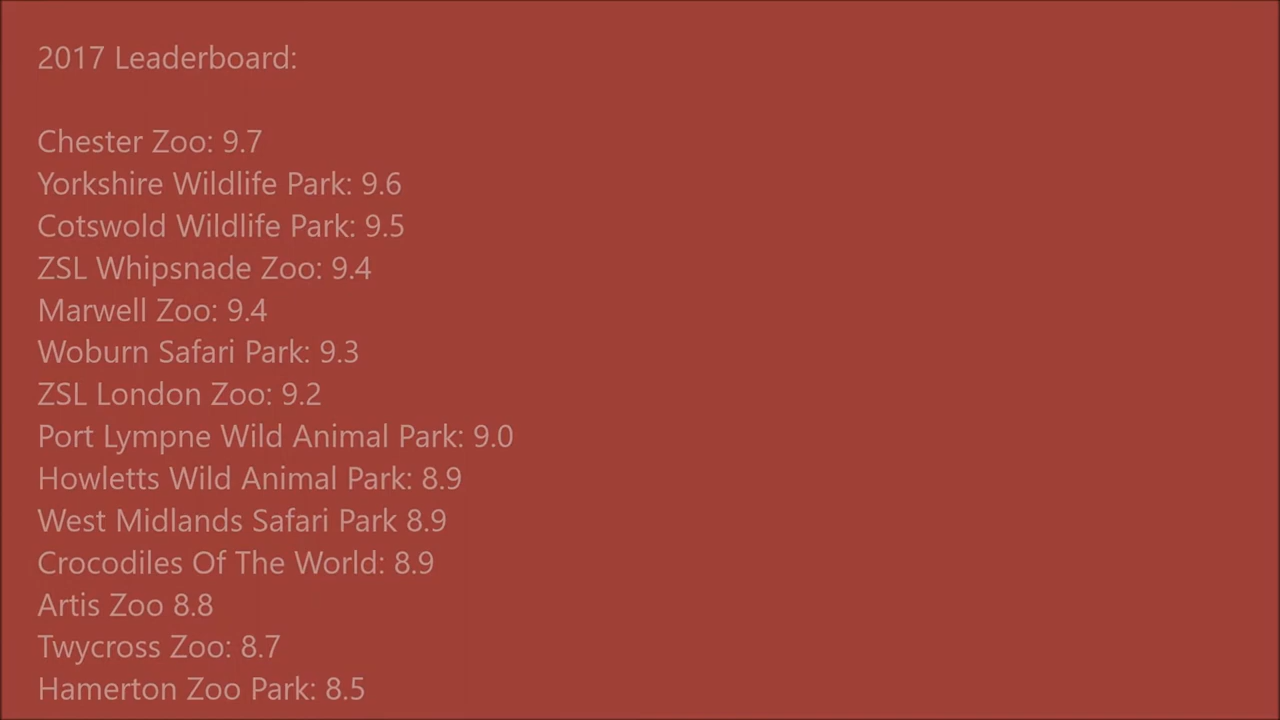 2017 Leaderboard:
Chester Zoo: 9.7
Yorkshire Wildlife Park: 9.6
Cotswold Wildlife Park: 9.5
ZSL Whipsnade Zoo: 9.4
Marwell Zoo: 9.4
Woburn Safari Park: 9.3
ZSL London Zoo: 9.2
Port Lympne Wild Animal Park: 9.0
Howletts Wild Animal Park: 8.9
West Midlands Safari Park 8.9
Crocodiles Of The World: 8.9
Artis Zoo 8.8
Twycross Zoo: 8.7
Hamerton Zoo Park: 8.5